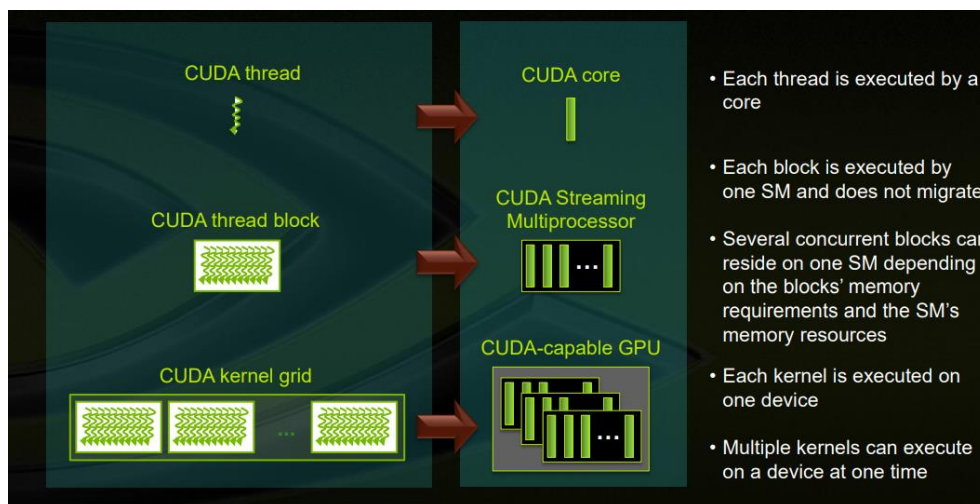 CUDA thread
CUDA core
• Each thread is executed by a
core
CUDA thread block
CUDA Streaming
Multiprocessor
...
• Each block is executed by
one SM and does not migrate
• Several concurrent blocks can
reside on one SM depending
on the blocks' memory
requirements and the SM's
memory resources
CUDA kernel grid
...
CUDA-capable GPU
...
• Each kernel is executed on
one device
• Multiple kernels can execute
on a device at one time